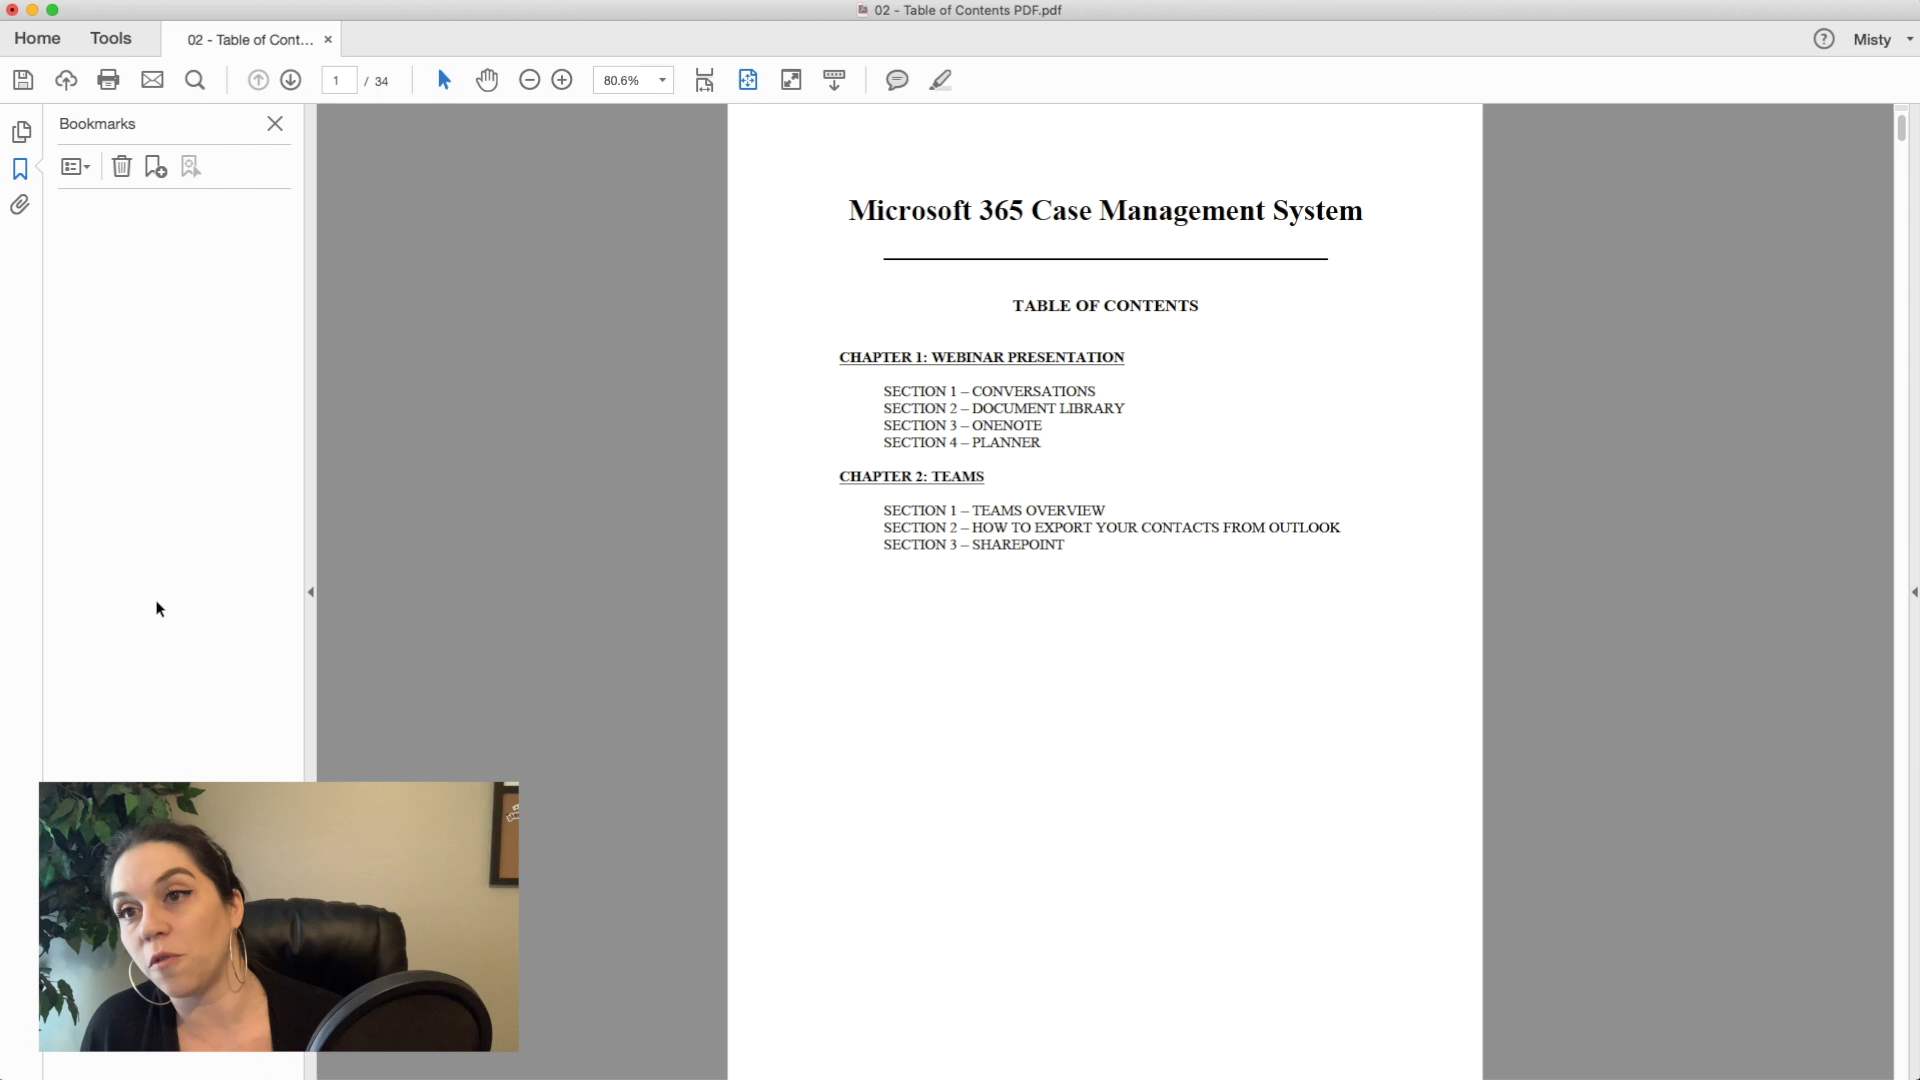 02 - Table of Contents PDF.pdf
Home
Tools
02 - Table of Cont...
Misty
1 / 34
80.6%
Bookmarks
Microsoft 365 Case Management System
TABLE OF CONTENTS
CHAPTER 1: WEBINAR PRESENTATION
SECTION 1 – CONVERSATIONS
SECTION 2 – DOCUMENT LIBRARY
SECTION 3 – ONENOTE
SECTION 4 – PLANNER
CHAPTER 2: TEAMS
SECTION 1 – TEAMS OVERVIEW
SECTION 2 – HOW TO EXPORT YOUR CONTACTS FROM OUTLOOK
SECTION 3 – SHAREPOINT